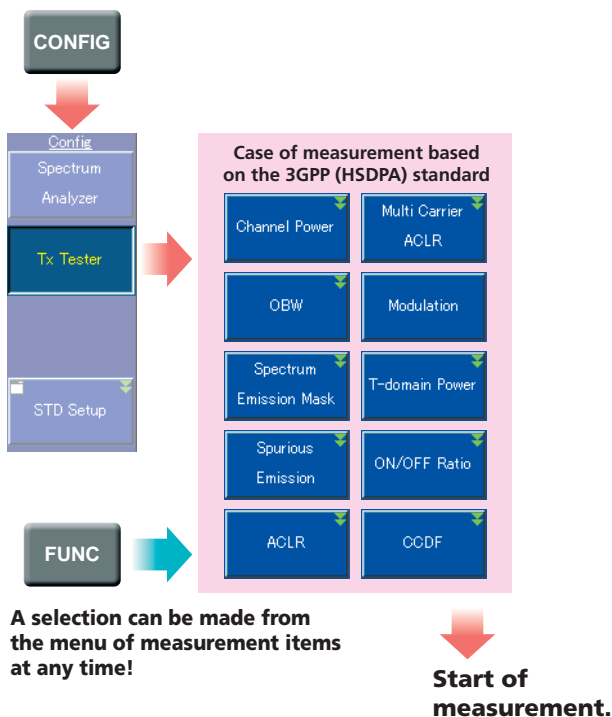 CONFIG
Config
Spectrum
Analyzer
Tx Tester
STD Setup
Case of measurement based
on the 3GPP (HSDPA) standard
Channel Power
Multi Carrier
ACLR
OBW
Modulation
Spectrum
Emission Mask
T-domain Power
Spurious
Emission
ON/OFF Ratio
ACLR
CCDF
FUNC
A selection can be made from
the menu of measurement items
at any time!
Start of
measurement.